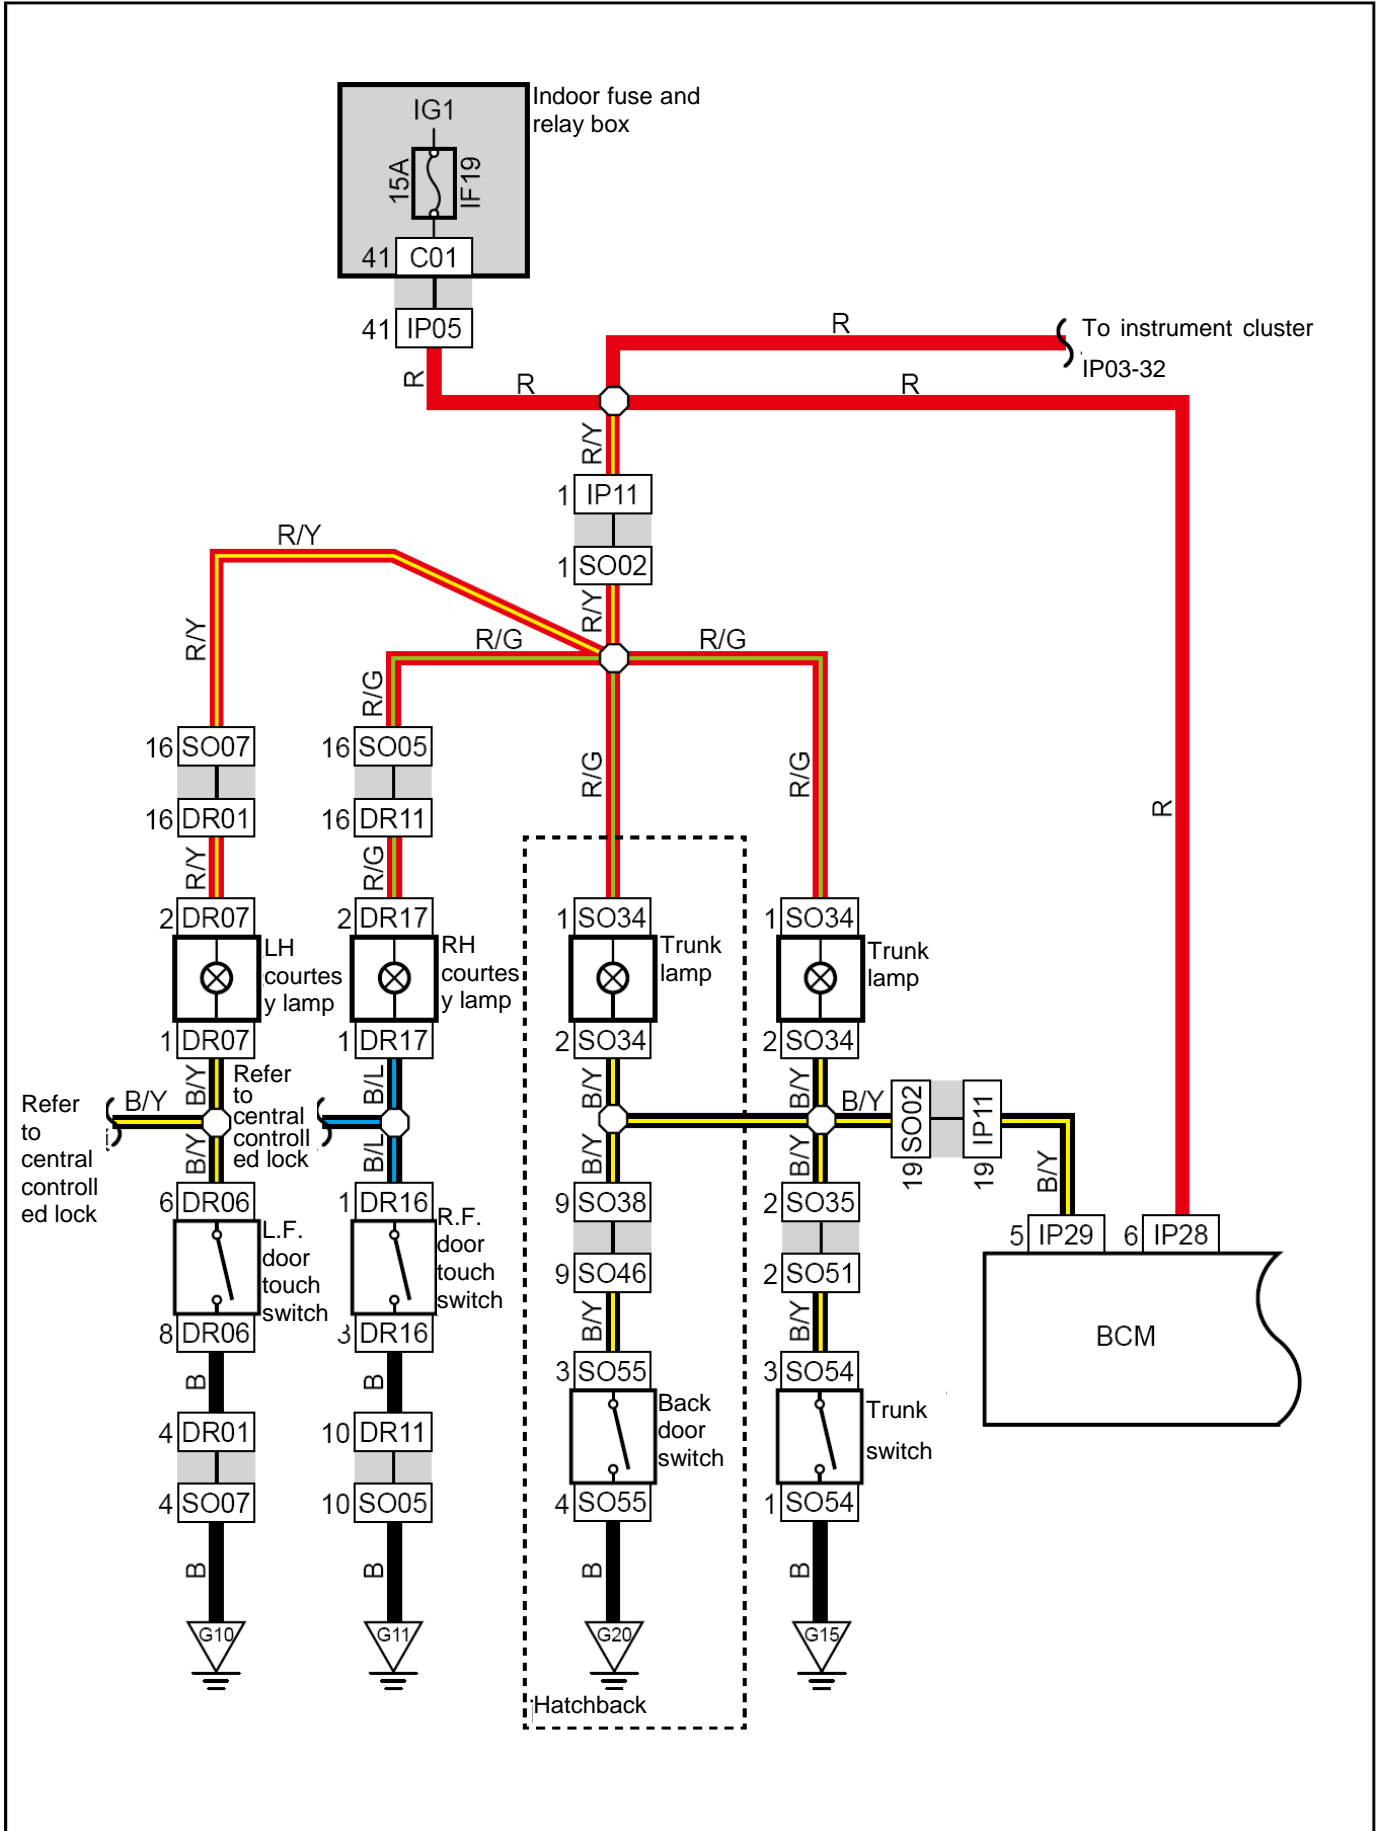 IG1
Indoor fuse and
relay box
15A
IF19
41 C01
41 IP05
R
R
R
R
To instrument cluster
IP03-32
R/Y
1 IP11
1 SO02
R/Y
R/Y
R/Y
R/G
R/G
R/G
R/G
R/G
R
16 SO07
16 SO05
16 DR01
16 DR11
R/Y
R/G
2 DR07
2 DR17
1 SO34
1 SO34
LH
courtes
y lamp
RH
courtes
y lamp
Trunk
lamp
Trunk
lamp
1 DR07
1 DR17
2 SO34
2 SO34
B/Y
B/L
B/Y
B/Y
Refer
to
central
controll
ed lock
B/Y
Refer
to
central
controll
ed lock
B/Y
SO02
19
IP11
19
B/Y
B/Y
B/L
B/Y
B/Y
6 DR06
1 DR16
9 SO38
2 SO35
5 IP29
6 IP28
L.F.
door
touch
switch
R.F.
door
touch
switch
9 SO46
2 SO51
BCM
8 DR06
3 DR16
B/Y
B/Y
3 SO55
3 SO54
B
B
Back
door
switch
Trunk
switch
4 DR01
10 DR11
4 SO07
10 SO05
4 SO55
1 SO54
B
B
B
B
G10
G11
G20
G15
Hatchback